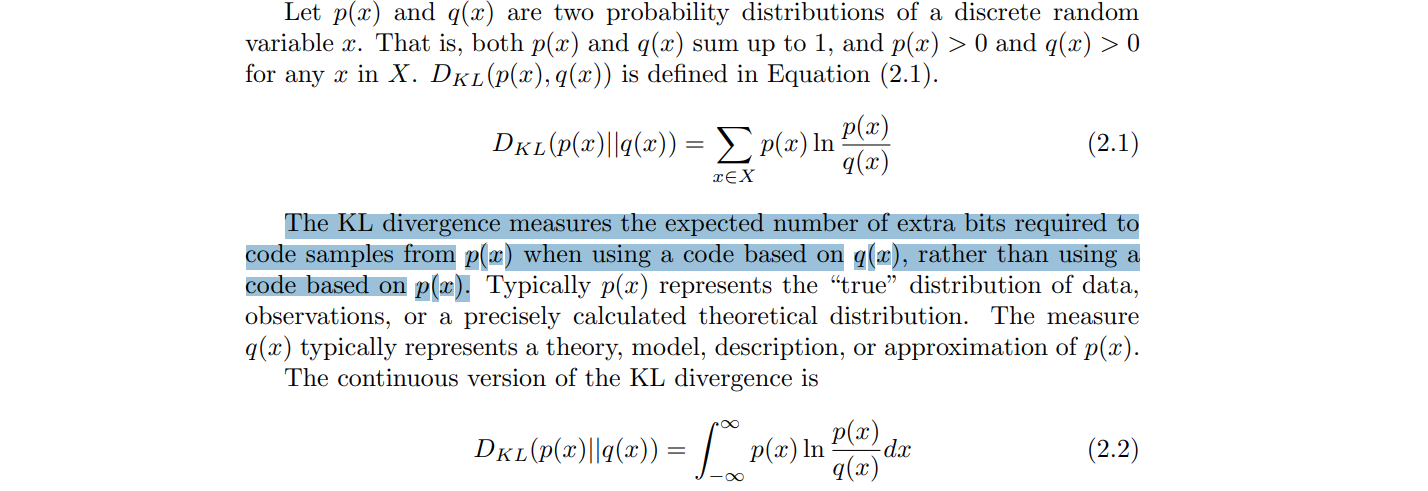 Let p(x) and q(x) are two probability distributions of a discrete random
variable x. That is, both p(x) and q(x) sum up to 1, and p(x) > 0 and q(x) > 0
for any x in X. D_{KL}(p(x), q(x)) is defined in Equation (2.1).
D_{KL}(p(x)||q(x)) = \sum_{x∈X} p(x) ln \frac{p(x)}{q(x)} (2.1)
The KL divergence measures the expected number of extra bits required to
code samples from p(x) when using a code based on q(x), rather than using a
code based on p(x). Typically p(x) represents the “true” distribution of data,
observations, or a precisely calculated theoretical distribution. The measure
q(x) typically represents a theory, model, description, or approximation of p(x).
The continuous version of the KL divergence is
D_{KL}(p(x)||q(x)) = \int_{-∞}^{∞} p(x) ln \frac{p(x)}{q(x)} dx (2.2)